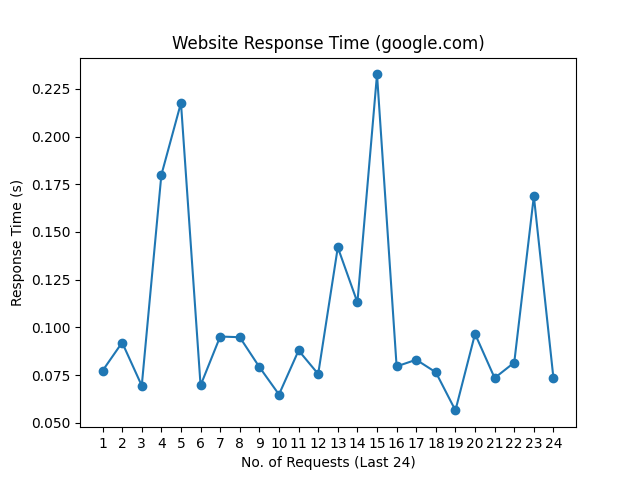 Website Response Time (google.com)
Response Time (s)
0.225
0.200
0.175
0.150
0.125
0.100
0.075
0.050
1 2 3 4 5 6 7 8 9 10 11 12 13 14 15 16 17 18 19 20 21 22 23 24
No. of Requests (Last 24)